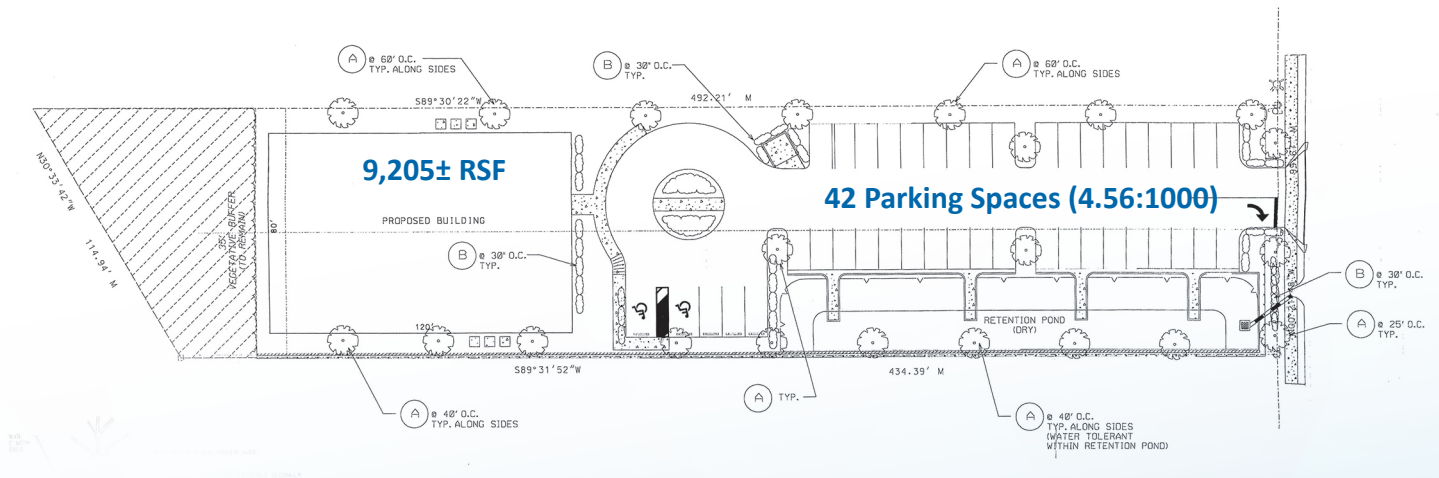 A @ 60' O.C.
TYP. ALONG SIDES
B @ 30" O.C.
TYP.
A @ 60' O.C.
TYP. ALONG SIDES
S89°30'22"W
492.21' M
N30°33'42"W
114.94' M
35'
VEGETATIVE BUFFER
(TO REMAIN)
80'
9,205± RSF
PROPOSED BUILDING
B @ 30" O.C.
TYP.
120'
42 Parking Spaces (4.56:1000)
RETENTION POND
(DRY)
B @ 30" O.C.
TYP.
A @ 25' O.C.
TYP.
S89°31'52"W
434.39' M
A TYP.
A @ 40' O.C.
TYP. ALONG SIDES
A @ 40' O.C.
TYP. ALONG SIDES
(WATER TOLERANT
WITHIN RETENTION POND)